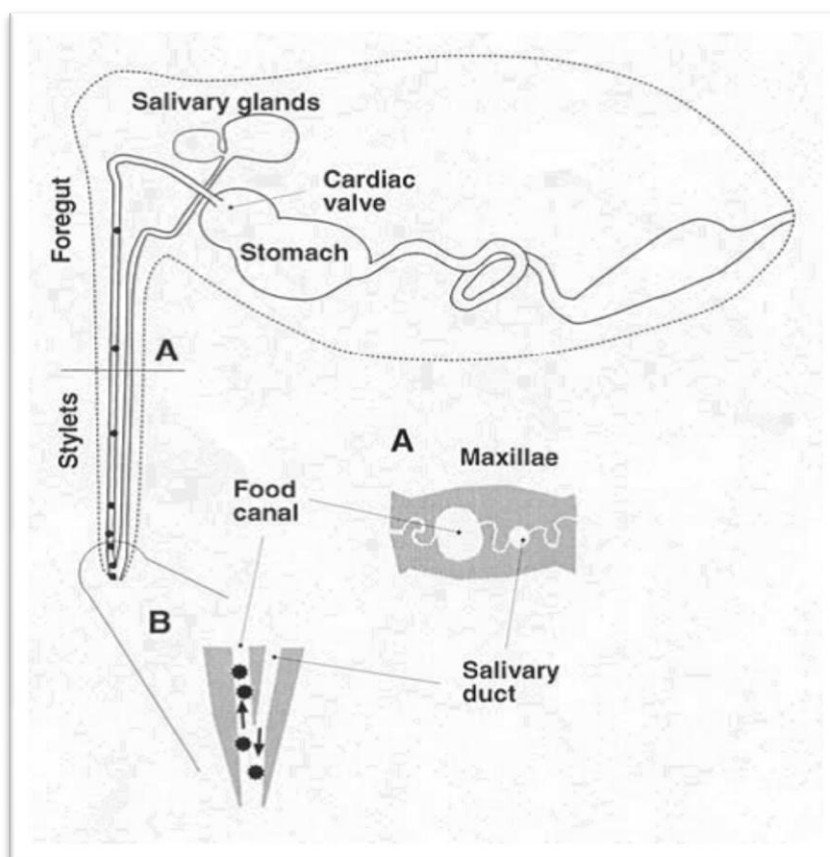 Salivary glands
Cardiac
valve
Foregut
Stomach
A
Stylets
A
Maxillae
Food
canal
B
Salivary
duct